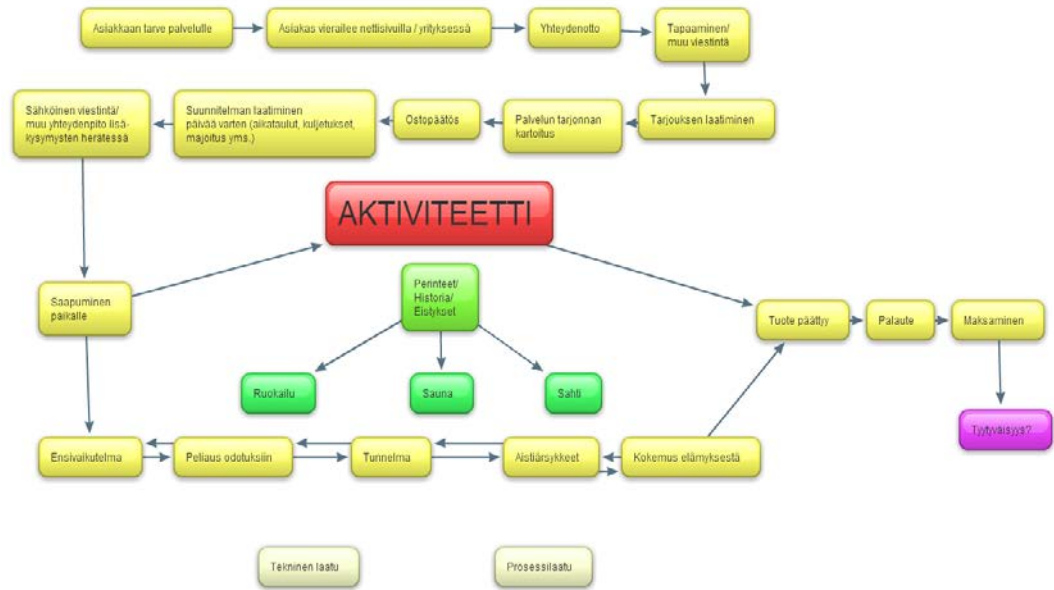 Asiakkaan tarve palvelulle
Asiakas vierailee nettisivuilla / yrityksessä
Yhteydenotto
Tapaaminen/
muu viestintä
Sähköinen viestintä/
muu yhteydenpito lisä-
kysymysten herätessä
Suunnitelman laatiminen
päivää varten (aikataulut, kuljetukset,
majoitus yms.)
Ostopäätös
Palvelun tarjonnan
kartoitus
Tarjouksen laatiminen
AKTIVITEETTI
Saapuminen
paikalle
Perinteet/
Historia/
Eistykset
Tuote päättyy
Palaute
Maksaminen
Ruokailu
Sauna
Sahti
Tyytyväisyys?
Ensivaikutelma
Peilaus odotuksiin
Tunnelma
Aistiärsykkeet
Kokemus elämyksestä
Tekninen laatu
Prosessilaatu